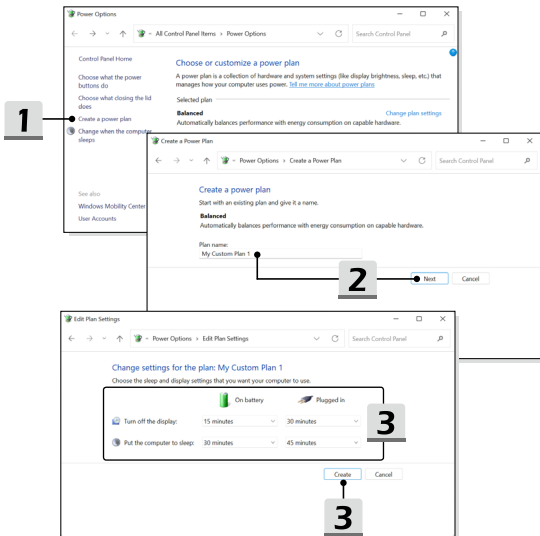 Power Options
All Control Panel Items > Power Options
Search Control Panel
Control Panel Home
Choose what the power
buttons do
Choose what closing the lid
does
Create a power plan
Change when the computer
sleeps
See also
Windows Mobility Center
User Accounts
Choose or customize a power plan
A power plan is a collection of hardware and system settings (like display brightness, sleep, etc.) that
manages how your computer uses power. Tell me more about power plans
Selected plan
Balanced
Change plan settings
Automatically balances performance with energy consumption on capable hardware.
1
Create a Power Plan
Power Options > Create a Power Plan
Search Control Panel
Create a power plan
Start with an existing plan and give it a name.
Balanced
Automatically balances performance with energy consumption on capable hardware.
Plan name:
My Custom Plan 1
2
Next
Cancel
Edit Plan Settings
Power Options > Edit Plan Settings
Search Control Panel
Change settings for the plan: My Custom Plan 1
Choose the sleep and display settings that you want your computer to use.
On battery
Plugged in
Turn off the display: 15 minutes 30 minutes
Put the computer to sleep: 30 minutes 45 minutes
3
Create
Cancel
3